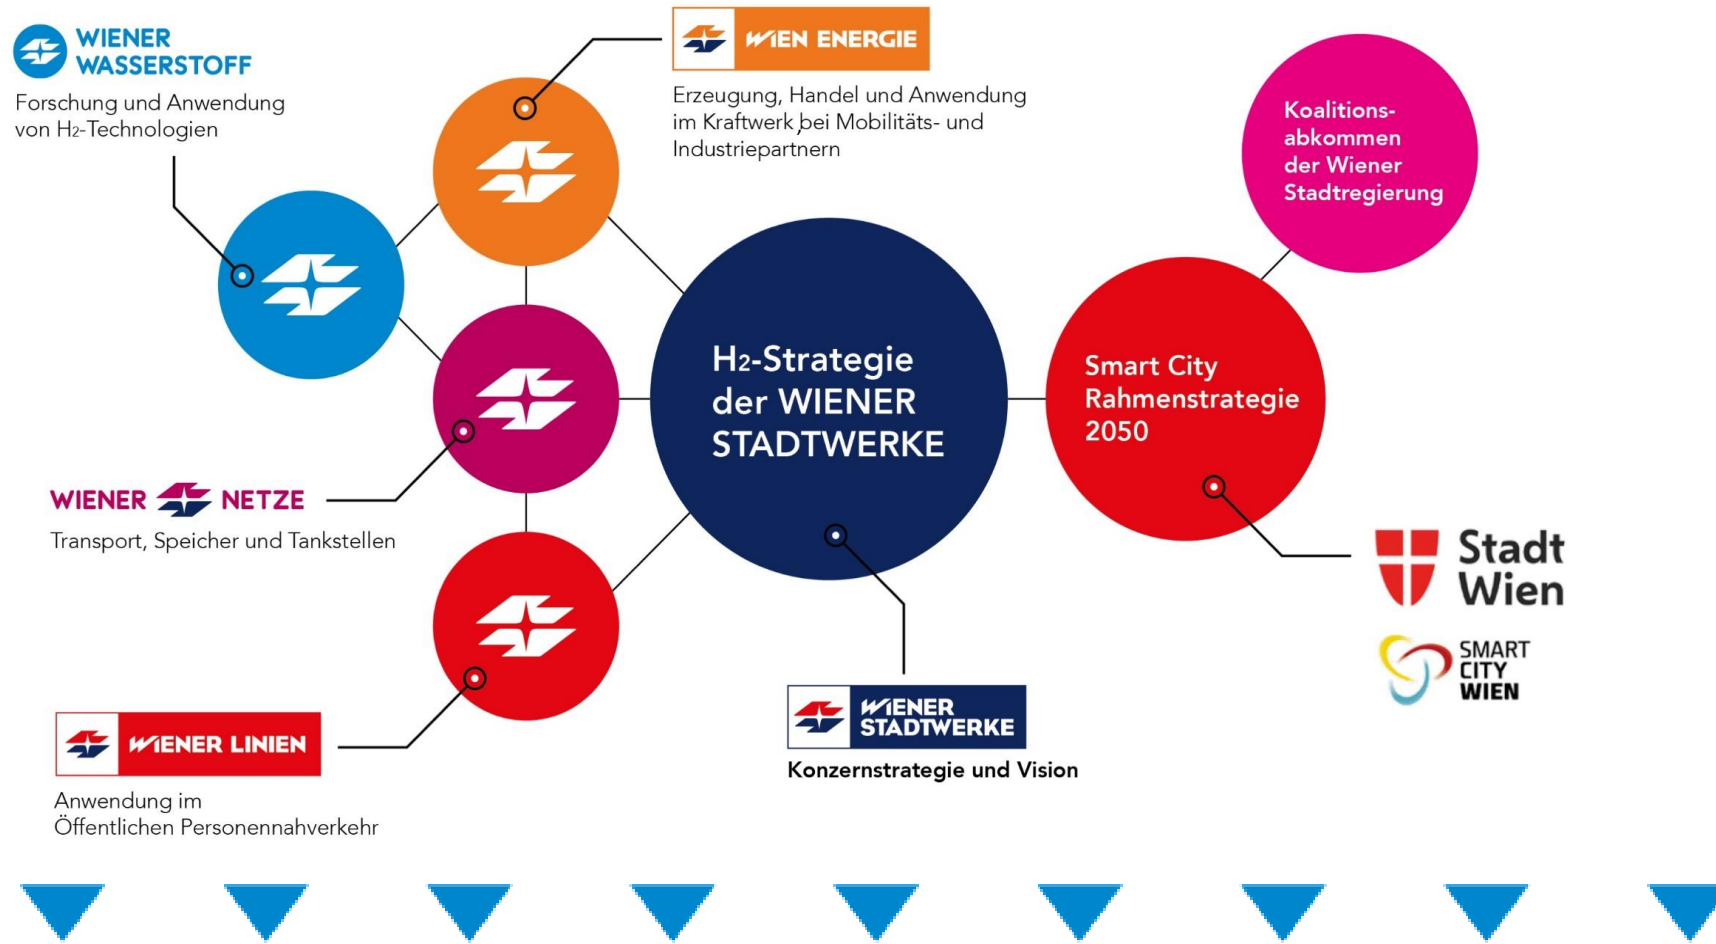 WIENER
WASSERSTOFF
Forschung und Anwendung
von H2-Technologien
WIEN ENERGIE
Erzeugung, Handel und Anwendung
im Kraftwerk, bei Mobilitäts- und
Industriepartnern
Koalitions-
abkommen
der Wiener
Stadtregierung
H2-Strategie
der WIENER
STADTWERKE
Smart City
Rahmenstrategie
2050
WIENER NETZE
Transport, Speicher und Tankstellen
Stadt
Wien
SMART
CITY
WIEN
WIENER LINIEN
Anwendung im
Öffentlichen Personennahverkehr
WIENER
STADTWERKE
Konzernstrategie und Vision